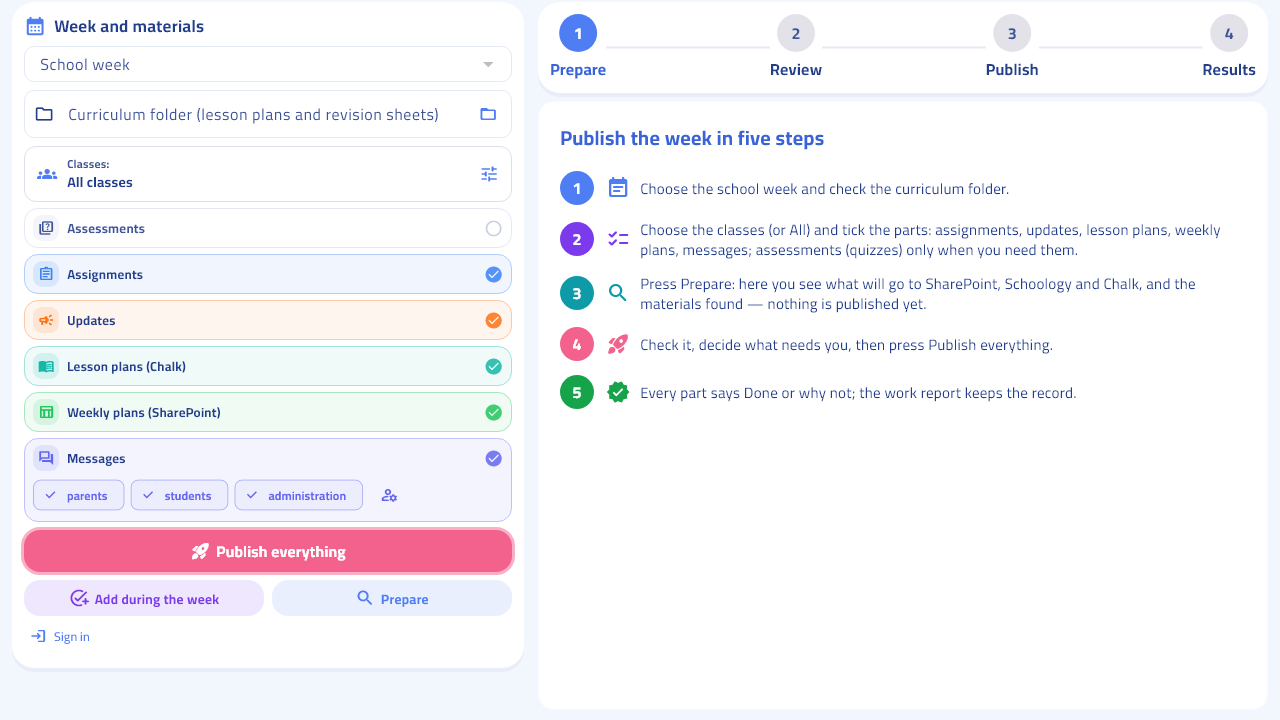 Week and materials
School week
Curriculum folder (lesson plans and revision sheets)
Classes:
All classes
Assessments
Assignments
Updates
Lesson plans (Chalk)
Weekly plans (SharePoint)
Messages
parents
students
administration
Publish everything
Add during the week
Prepare
Sign in
1
2
3
4
Prepare
Review
Publish
Results
Publish the week in five steps
1
Choose the school week and check the curriculum folder.
2
Choose the classes (or All) and tick the parts: assignments, updates, lesson plans, weekly
plans, messages; assessments (quizzes) only when you need them.
3
Press Prepare: here you see what will go to SharePoint, Schoology and Chalk, and the
materials found — nothing is published yet.
4
Check it, decide what needs you, then press Publish everything.
5
Every part says Done or why not; the work report keeps the record.